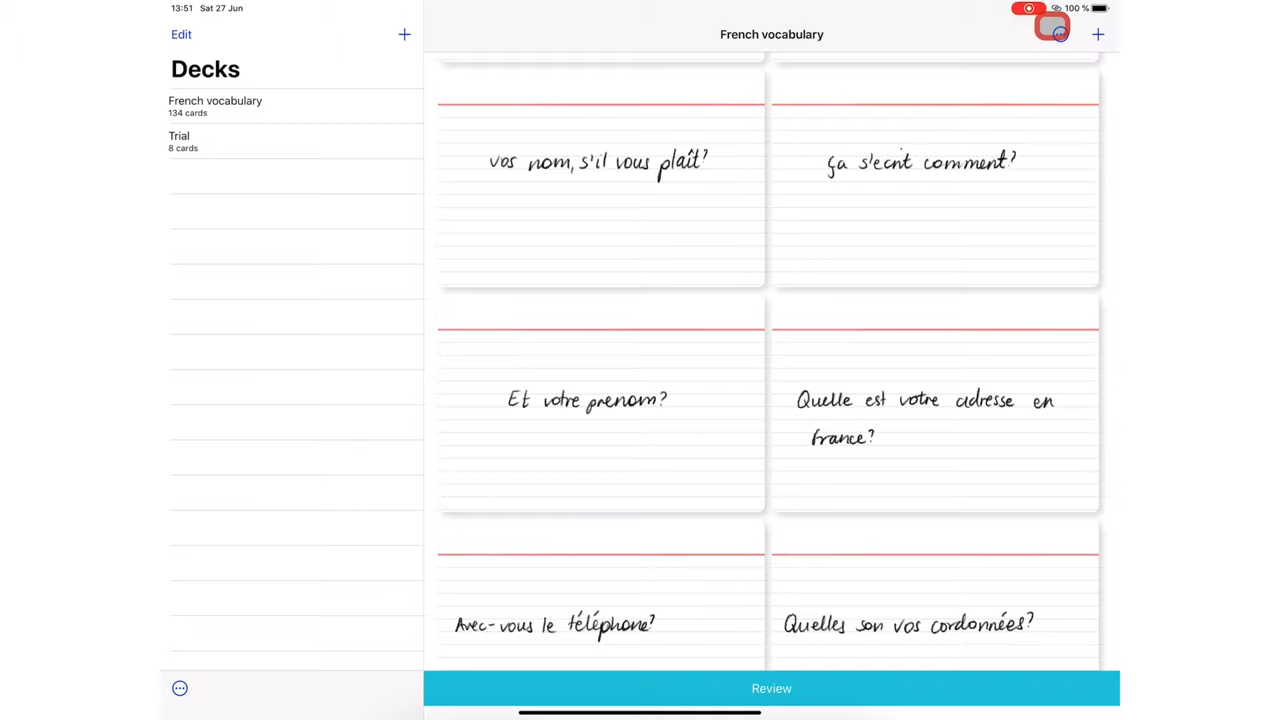 13:51 Sat 27 Jun
100 %
Edit
French vocabulary
Decks
French vocabulary
134 cards
Trial
8 cards
vos nom, s'il vous plaît?
ça s'ecrit comment?
Et votre prenom?
Quelle est votre adresse en
france?
Avec-vous le téléphone?
Quelles son vos cordonnées?
Review